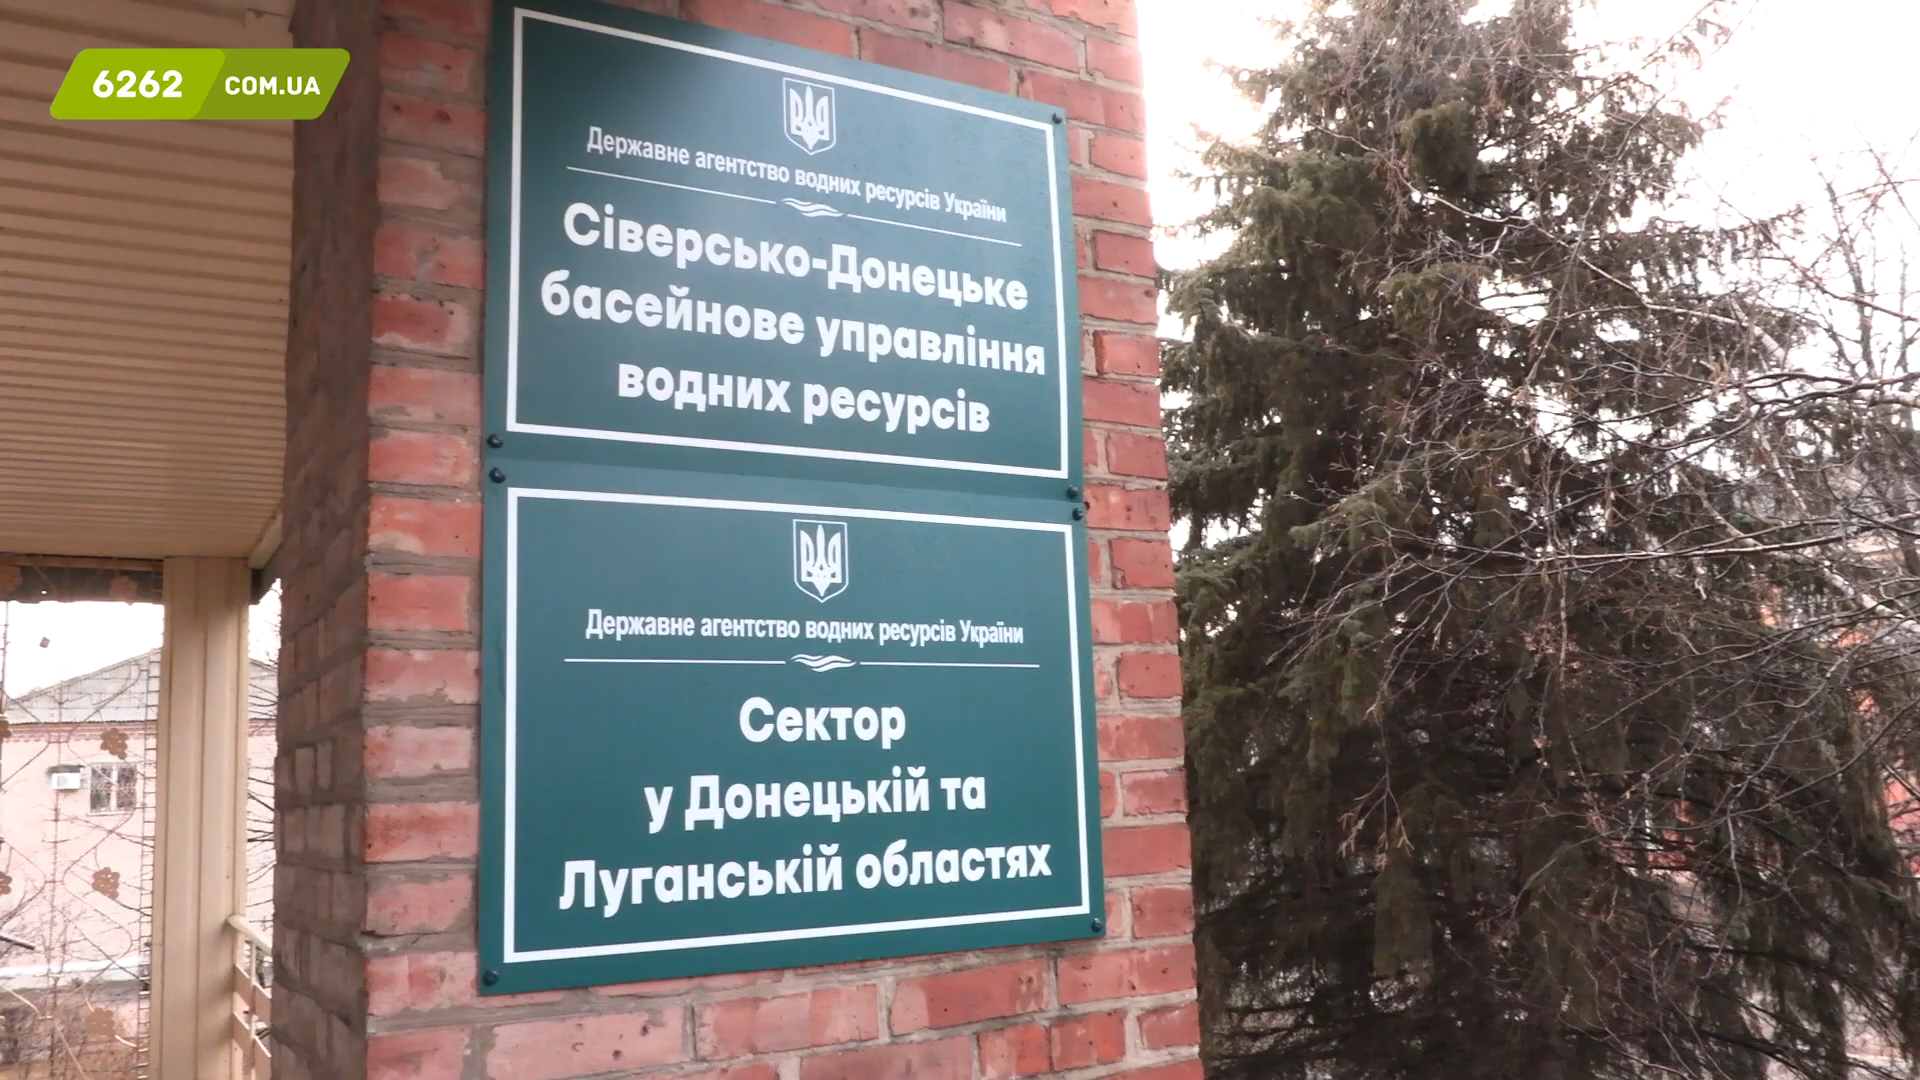 6262 COM.UA
Державне агентство водних ресурсів України
Сіверсько-Донецьке
басейнове управління
водних ресурсів
Державне агентство водних ресурсів України
Сектор
у Донецькій та
Луганській областях